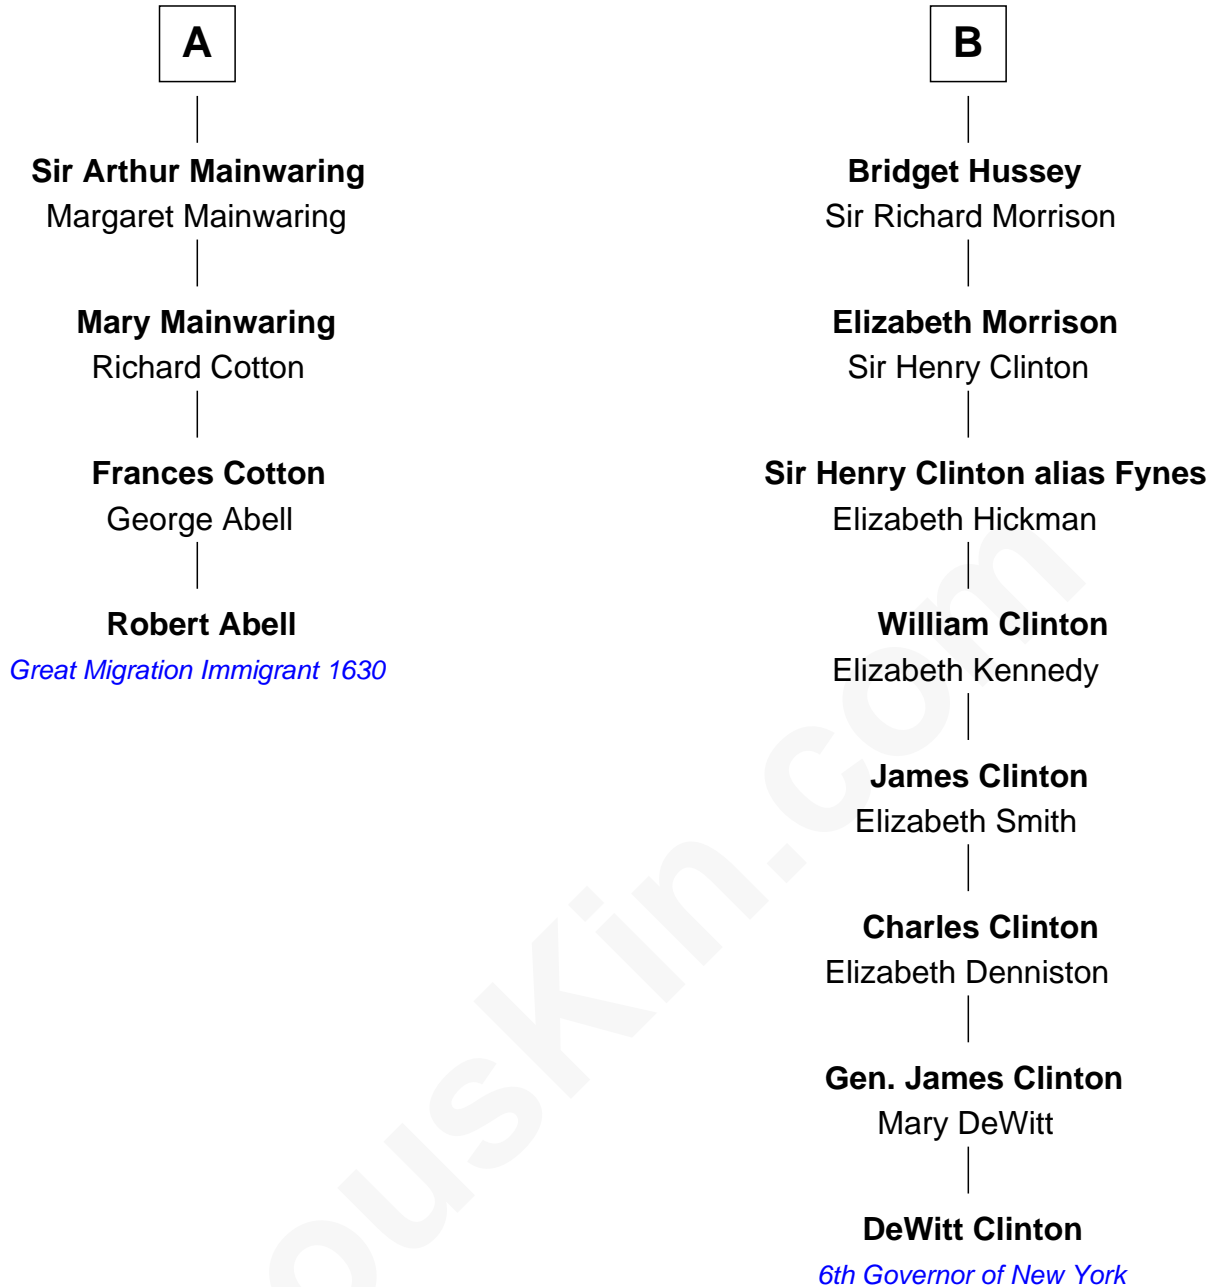 A
Sir Arthur Mainwaring
Margaret Mainwaring
Mary Mainwaring
Richard Cotton
Frances Cotton
George Abell
Robert Abell
Great Migration Immigrant 1630
B
Bridget Hussey
Sir Richard Morrison
Elizabeth Morrison
Sir Henry Clinton
Sir Henry Clinton alias Fynes
Elizabeth Hickman
William Clinton
Elizabeth Kennedy
James Clinton
Elizabeth Smith
Charles Clinton
Elizabeth Denniston
Gen. James Clinton
Mary DeWitt
DeWitt Clinton
6th Governor of New York
ousKin.com